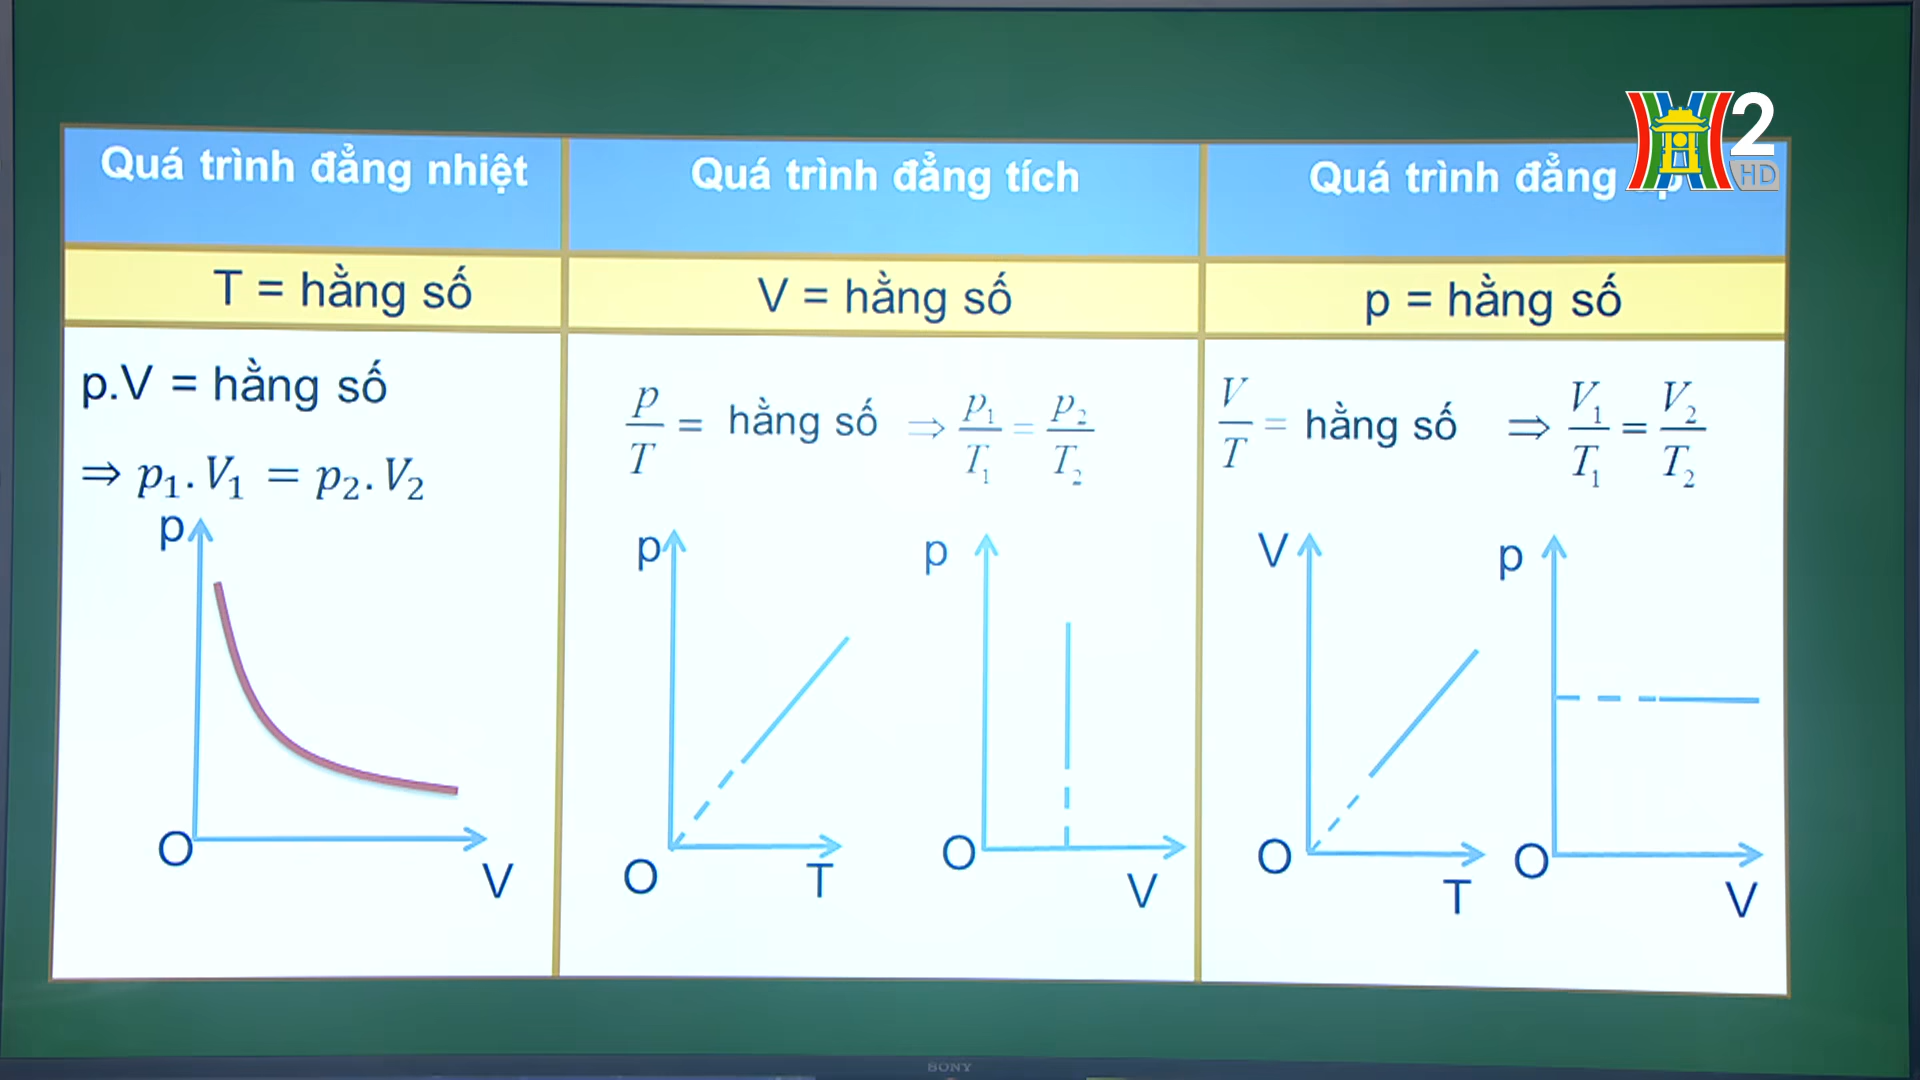 Quá trình đẳng nhiệt
Quá trình đẳng tích
Quá trình đẳng
T = hằng số
V = hằng số
p = hằng số
p.V = hằng số
⇒ p₁. V₁ = p₂. V₂
p/T = hằng số ⇒ p₁/T₁ = p₂/T₂
V/T = hằng số ⇒ V₁/T₁ = V₂/T₂
p
O
V
p
O
T
p
O
V
V
O
T
p
O
V
2
HD
SONY